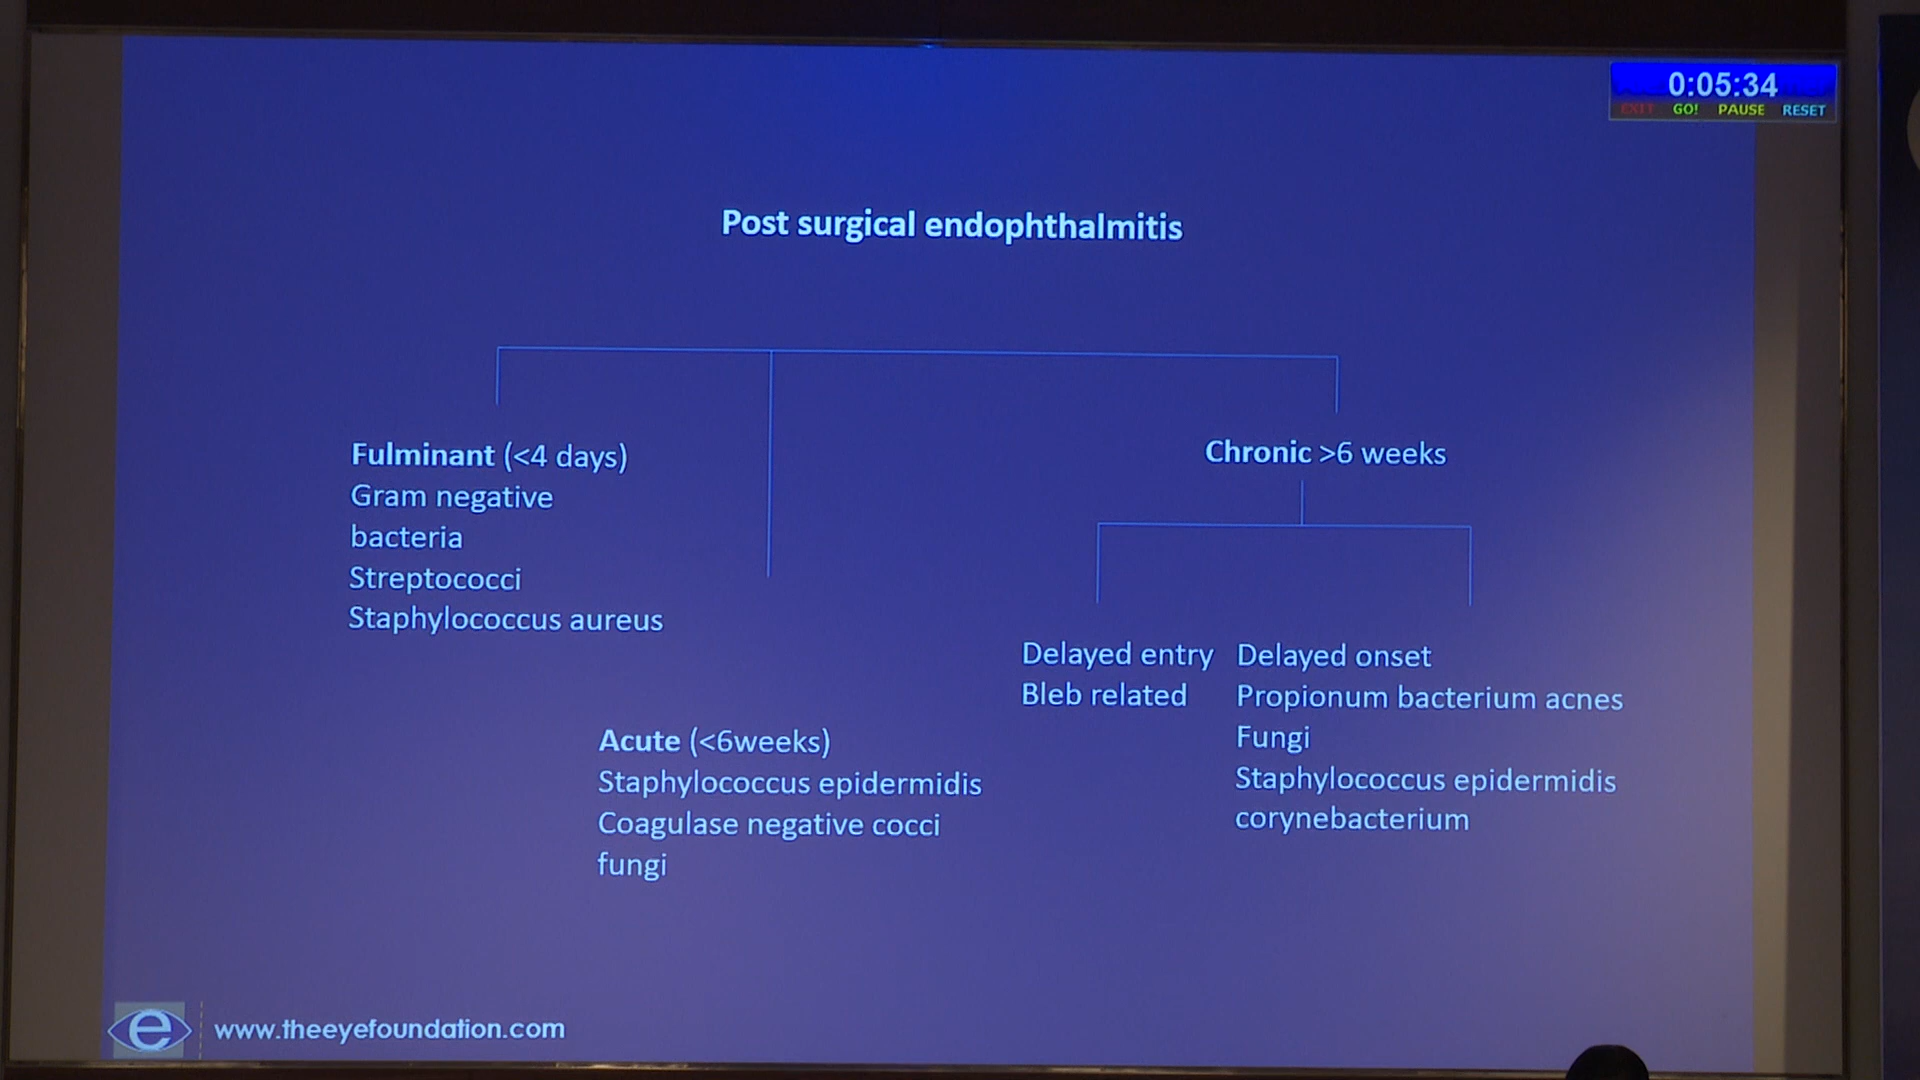 0:05:34
EXIT GO! PAUSE RESET
Post surgical endophthalmitis
Fulminant (<4 days)
Gram negative
bacteria
Streptococci
Staphylococcus aureus
Acute (<6weeks)
Staphylococcus epidermidis
Coagulase negative cocci
fungi
Chronic >6 weeks
Delayed entry
Bleb related
Delayed onset
Propionum bacterium acnes
Fungi
Staphylococcus epidermidis
corynebacterium
e
www.theeyefoundation.com